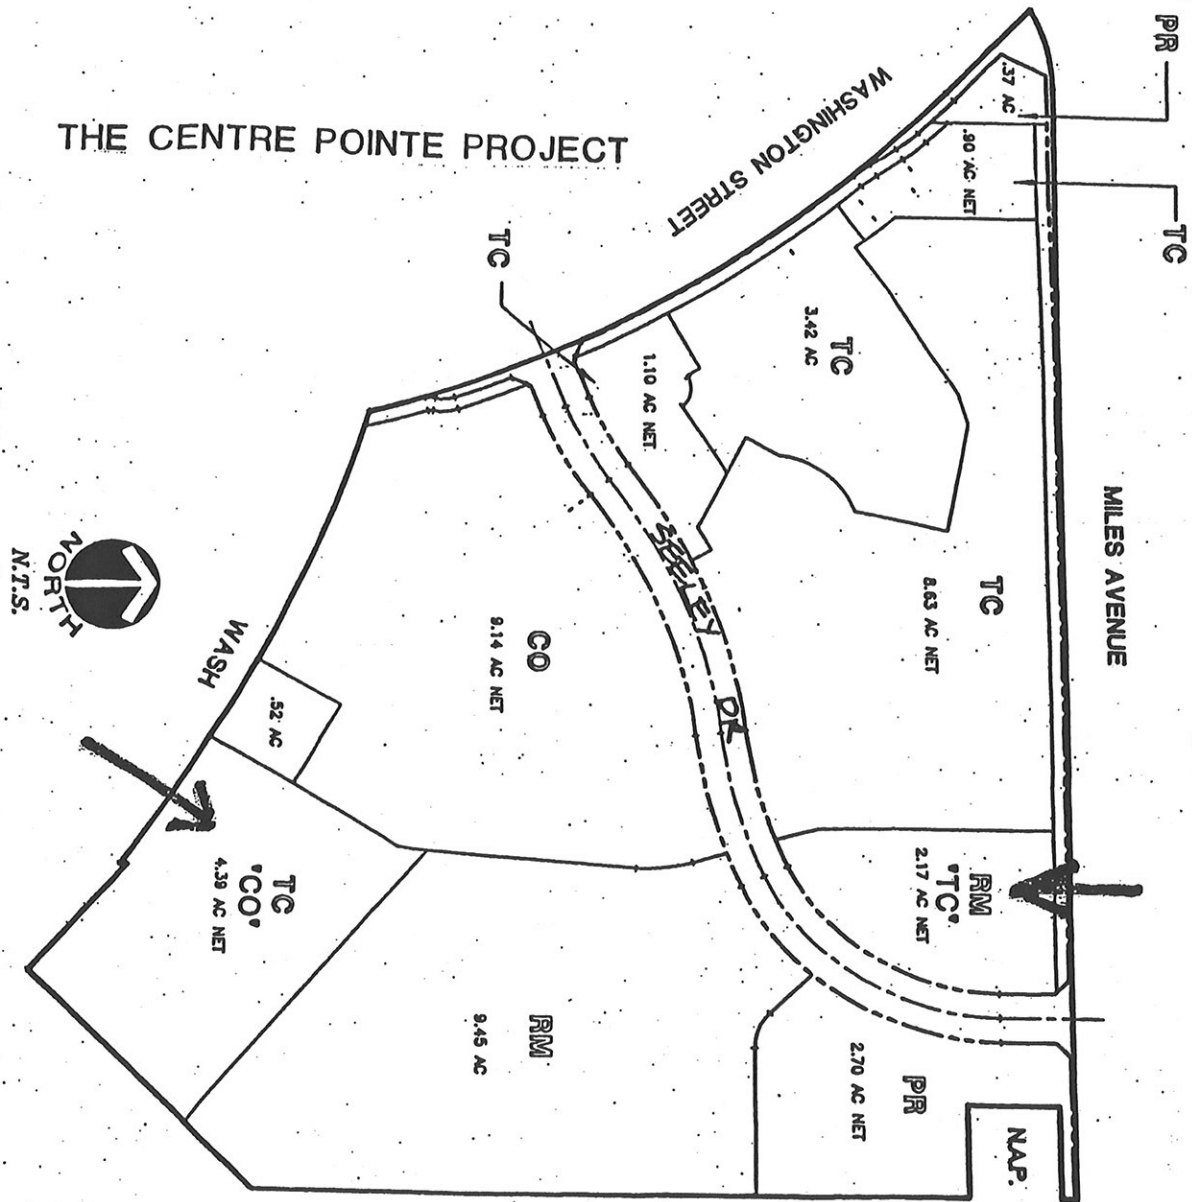 THE CENTRE POINTE PROJECT
PR
TC
WASHINGTON STREET
.37 AC
.90 AC NET
TC
TC
3.42 AC
1.10 AC NET
MILES AVENUE
TC
8.63 AC NET
SEELEY DR
CO
9.14 AC NET
NORTH
N.T.S.
WASH
.52 AC
TC
"CO"
4.39 AC NET
RM
"TC"
2.17 AC NET
RM
9.45 AC
PR
2.70 AC NET
N.A.P.